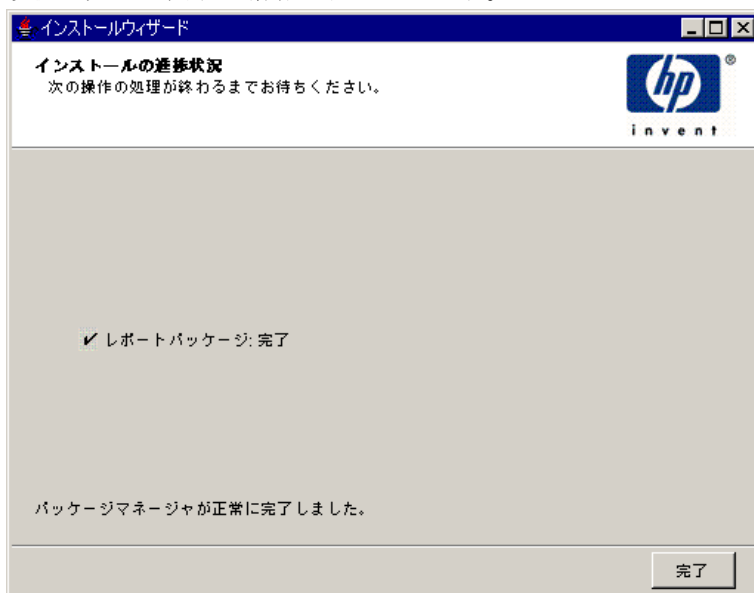 インストールウィザード
インストールの進捗状況
次の操作の処理が終わるまでお待ちください。
hp
®
invent
✔ レポートパッケージ: 完了
パッケージマネージャが正常に完了しました。
完了